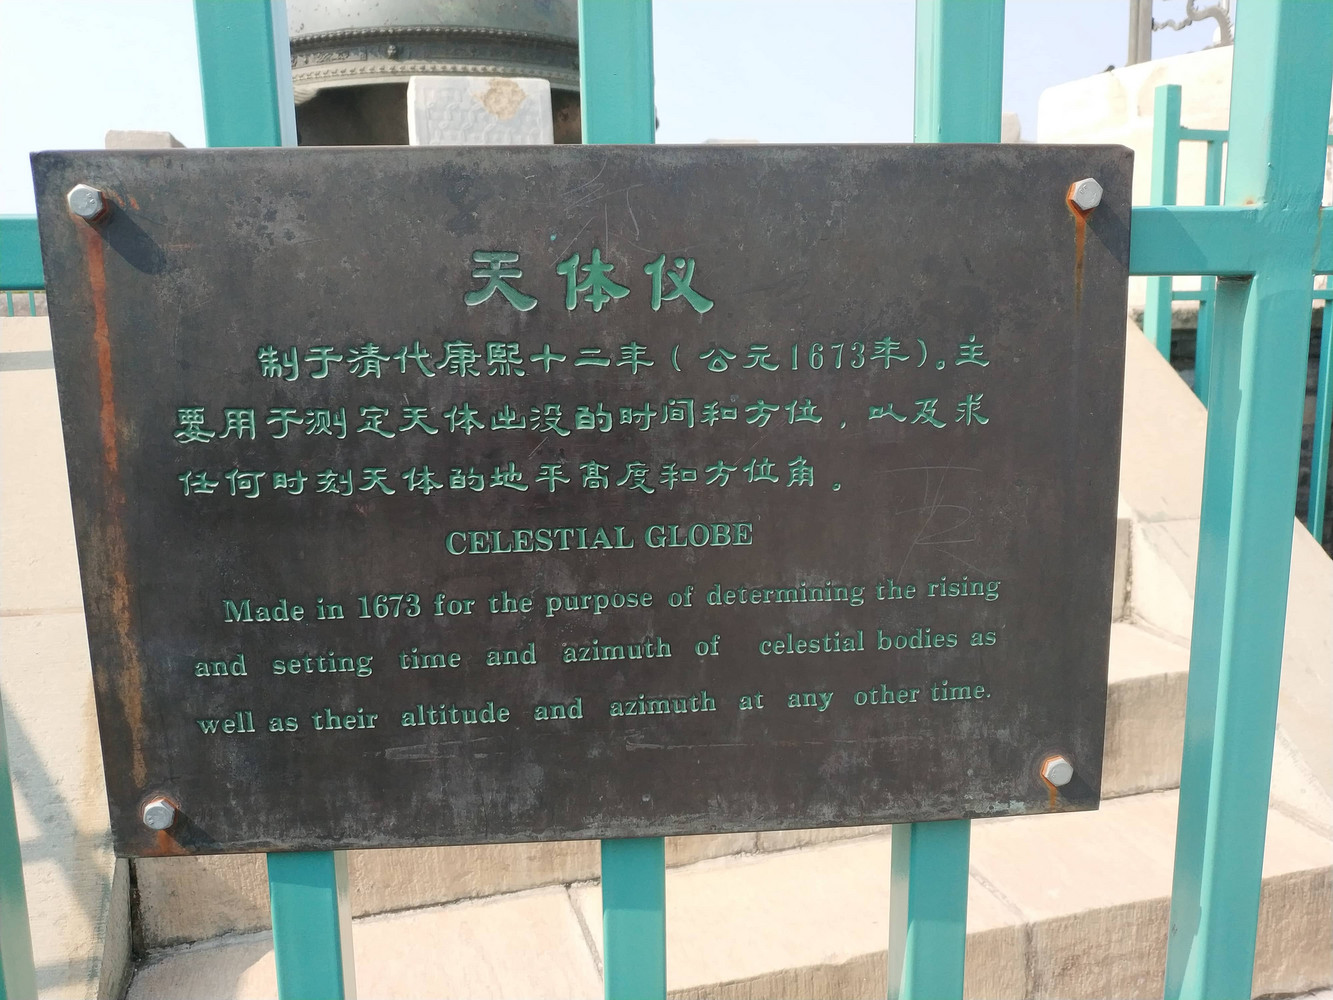 天体仪
制于清代康熙十二年(公元1673年)。主
要用于测定天体出没的时间和方位,以及求
任何时刻天体的地平高度和方位角。
CELESTIAL GLOBE
Made in 1673 for the purpose of determining the rising
and setting time and azimuth of celestial bodies as
well as their altitude and azimuth at any other time.